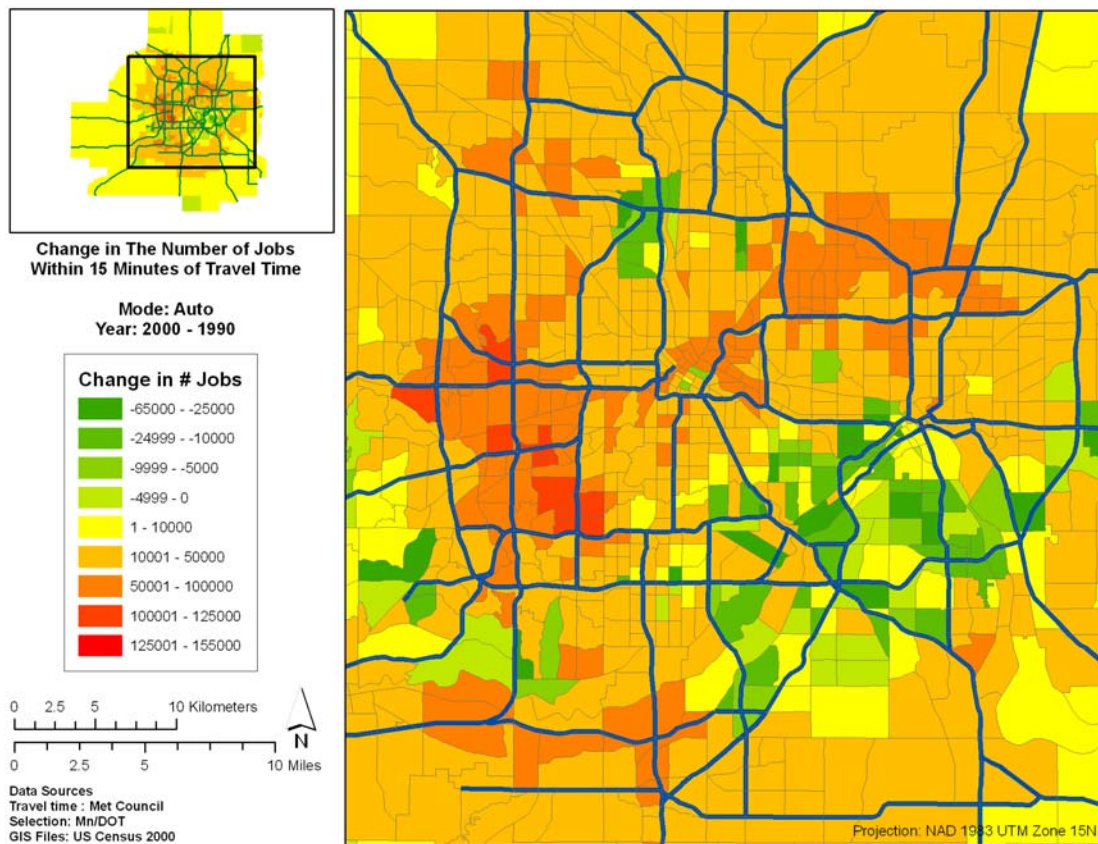 Change in The Number of Jobs
Within 15 Minutes of Travel Time
Mode: Auto
Year: 2000 - 1990
Change in # Jobs
-65000 - -25000
-24999 - -10000
-9999 - -5000
-4999 - 0
1 - 10000
10001 - 50000
50001 - 100000
100001 - 125000
125001 - 155000
0 2.5 5 10 Kilometers
N
0 2.5 5 10 Miles
Data Sources
Travel time : Met Council
Selection: Mn/DOT
GIS Files: US Census 2000
Projection: NAD 1983 UTM Zone 15N